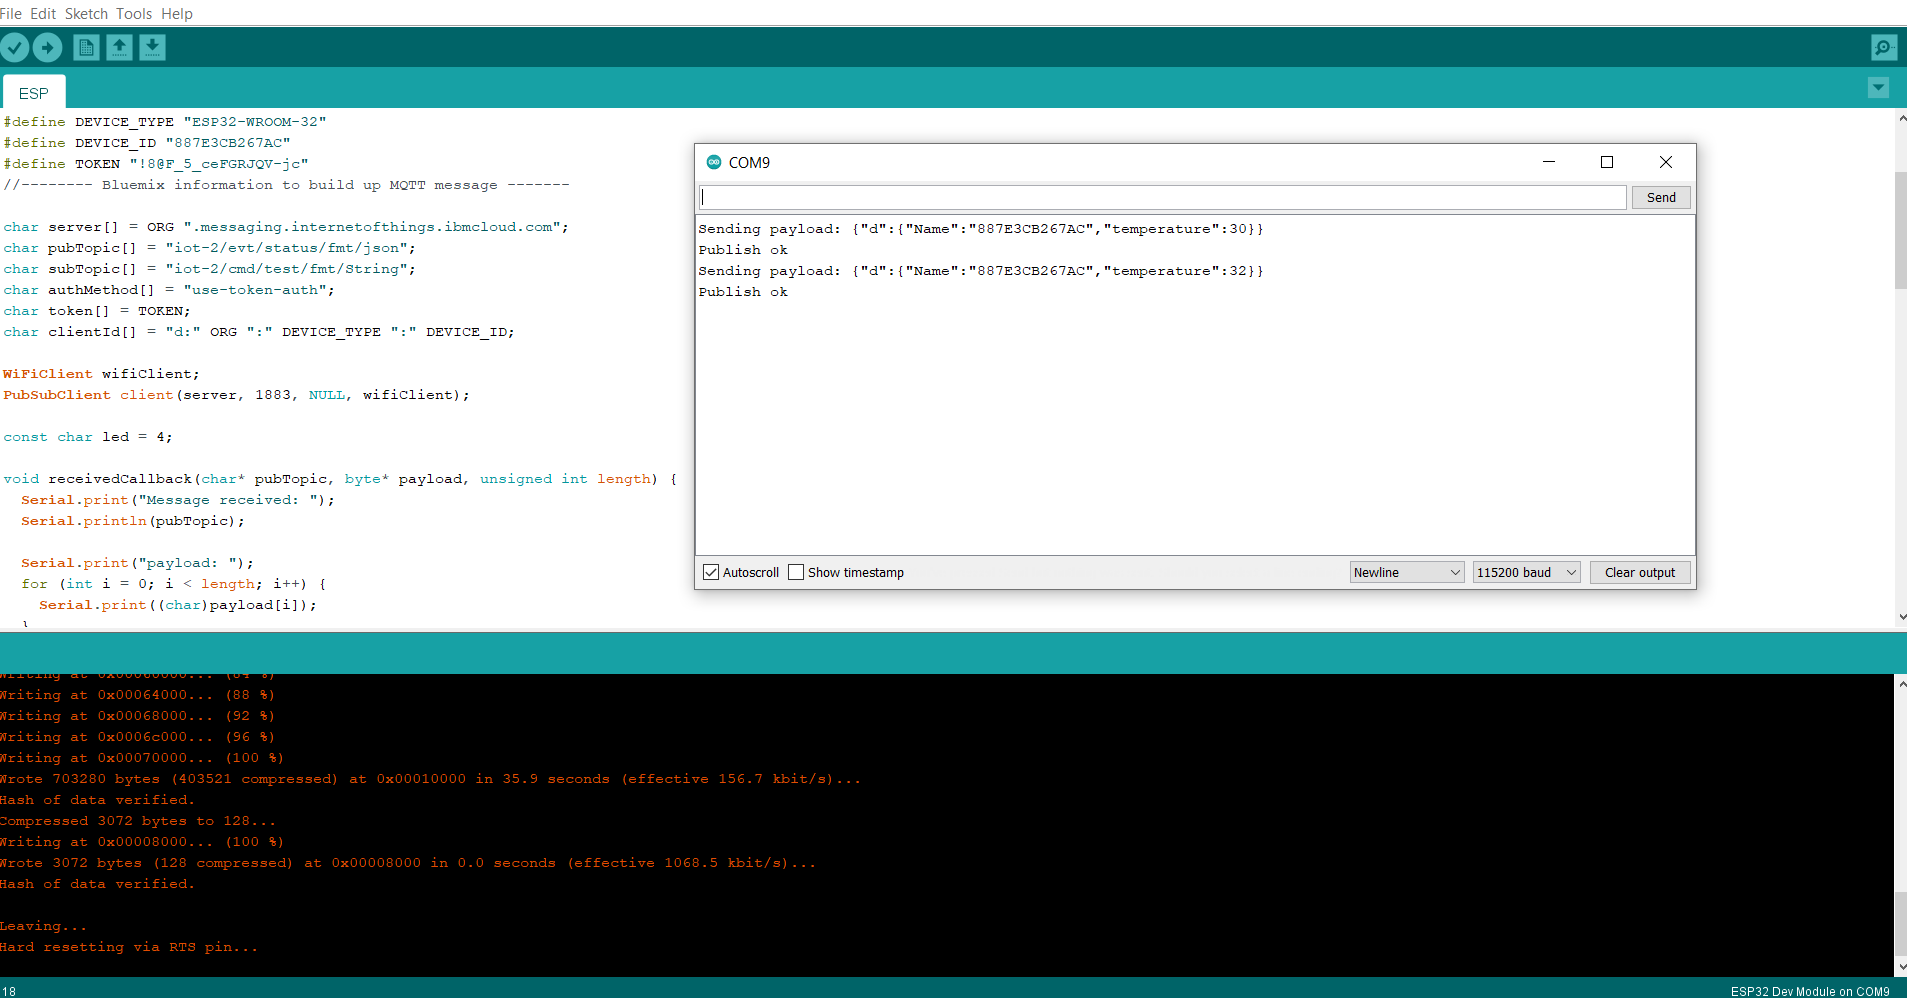 File Edit Sketch Tools Help
ESP
#define DEVICE_TYPE "ESP32-WROOM-32"
#define DEVICE_ID "887E3CB267AC"
#define TOKEN "!8@F_5_ceFGRJQV-jc"
//-------- Bluemix information to build up MQTT message -------
char server[] = ORG ".messaging.internetofthings.ibmcloud.com";
char pubTopic[] = "iot-2/evt/status/fmt/json";
char subTopic[] = "iot-2/cmd/test/fmt/String";
char authMethod[] = "use-token-auth";
char token[] = TOKEN;
char clientId[] = "d:" ORG ":" DEVICE_TYPE ":" DEVICE_ID;
WiFiClient wifiClient;
PubSubClient client(server, 1883, NULL, wifiClient);
const char led = 4;
void receivedCallback(char* pubTopic, byte* payload, unsigned int length) {
Serial.print("Message received: ");
Serial.println(pubTopic);
Serial.print("payload: ");
for (int i = 0; i < length; i++) {
Serial.print((char)payload[i]);
}
COM9
Send
Sending payload: {"d":{"Name":"887E3CB267AC","temperature":30}}
Publish ok
Sending payload: {"d":{"Name":"887E3CB267AC","temperature":32}}
Publish ok
Autoscroll Show timestamp Newline 115200 baud Clear output
Writing at 0x00060000... (84 %)
Writing at 0x00064000... (88 %)
Writing at 0x00068000... (92 %)
Writing at 0x0006c000... (96 %)
Writing at 0x00070000... (100 %)
Wrote 703280 bytes (403521 compressed) at 0x00010000 in 35.9 seconds (effective 156.7 kbit/s)...
Hash of data verified.
Compressed 3072 bytes to 128...
Writing at 0x00008000... (100 %)
Wrote 3072 bytes (128 compressed) at 0x00008000 in 0.0 seconds (effective 1068.5 kbit/s)...
Hash of data verified.
Leaving...
Hard resetting via RTS pin...
18
ESP32 Dev Module on COM9